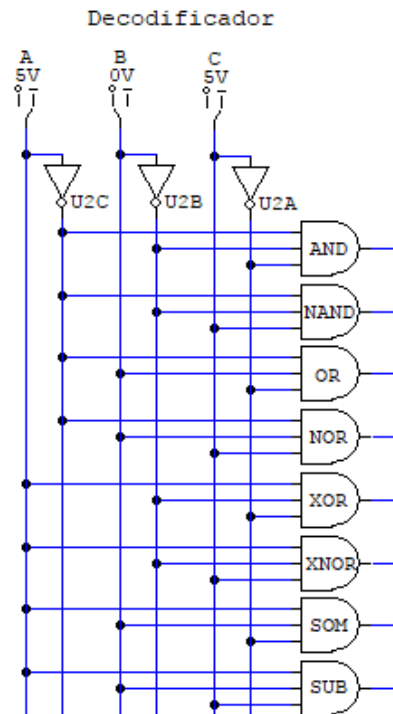 Decodificador
A B C
5V 0V 5V
U2C U2B U2A
AND
NAND
OR
NOR
XOR
XNOR
SOM
SUB